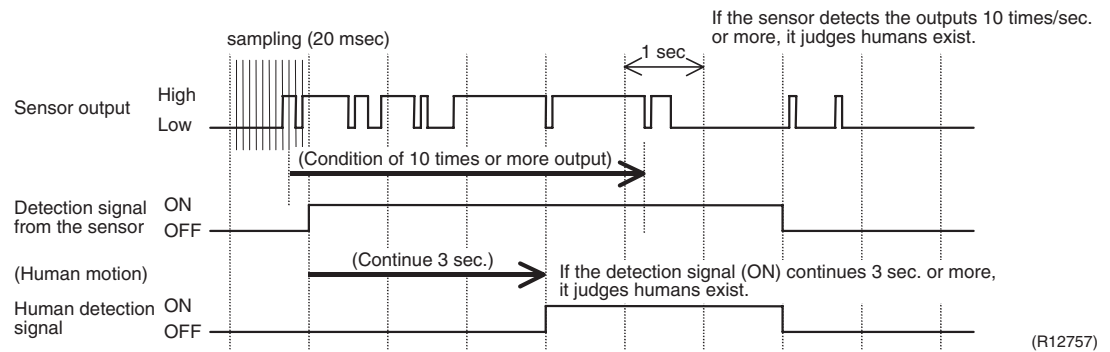 If the sensor detects the outputs 10 times/sec.
or more, it judges humans exist.
sampling (20 msec)
1 sec
Sensor output
High
Low
(Condition of 10 times or more output)
Detection signal
from the sensor
ON
OFF
(Human motion)
(Continue 3 sec.)
If the detection signal (ON) continues 3 sec. or more,
it judges humans exist.
Human detection
signal
ON
OFF
(R12757)